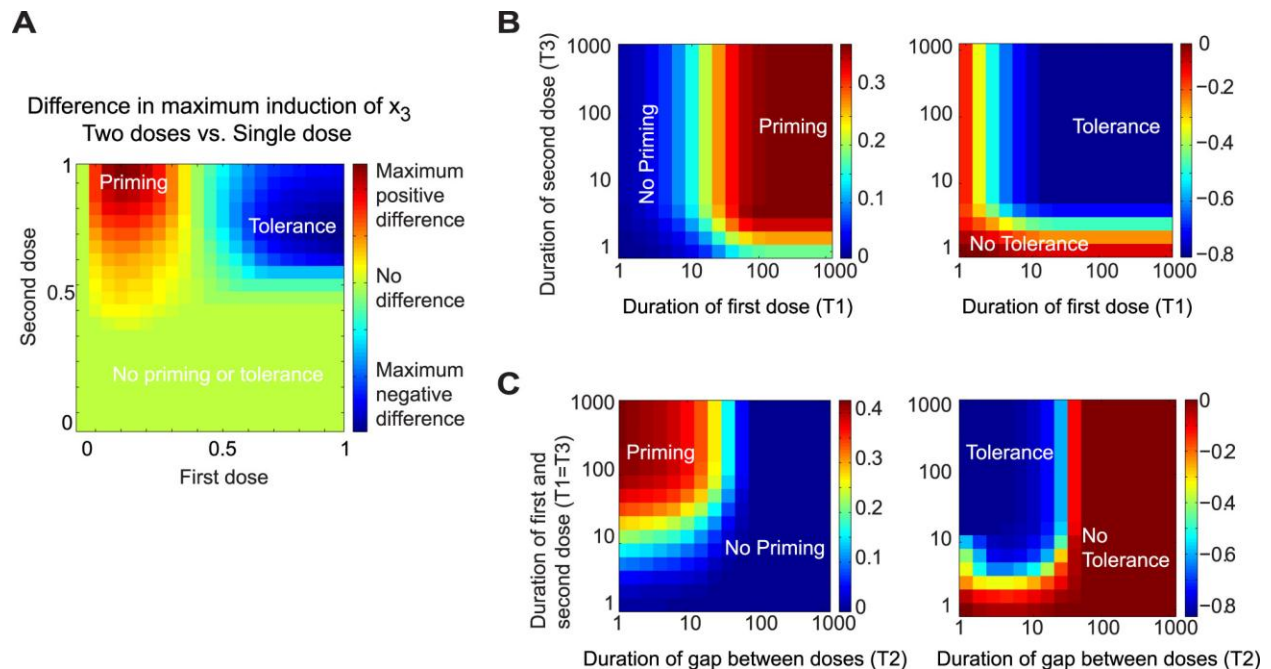 A
Difference in maximum induction of x3
Two doses vs. Single dose
Second dose
1
0.5
0
Priming
Tolerance
No priming or tolerance
0
0.5
1
First dose
Maximum
positive
difference
No
difference
Maximum
negative
difference
B
Duration of second dose (T3)
1000
100
10
1
No Priming
Priming
1
10
100
1000
Duration of first dose (T1)
0.3
0.2
0.1
0
1000
100
10
1
Tolerance
No Tolerance
1
10
100
1000
Duration of first dose (T1)
0
−0.2
−0.4
−0.6
−0.8
C
Duration of first and
second dose (T1=T3)
1000
100
10
1
Priming
No Priming
1
10
100
1000
Duration of gap between doses (T2)
0.4
0.3
0.2
0.1
0
1000
100
10
1
Tolerance
No
Tolerance
1
10
100
1000
Duration of gap between doses (T2)
0
−0.2
−0.4
−0.6
−0.8